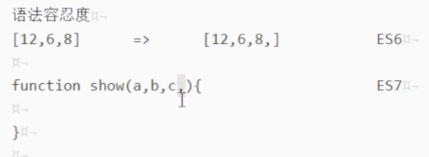 语法容忍度
[12,6,8] => [12,6,8,] ES6
function show(a,b,c,){ ES7
}